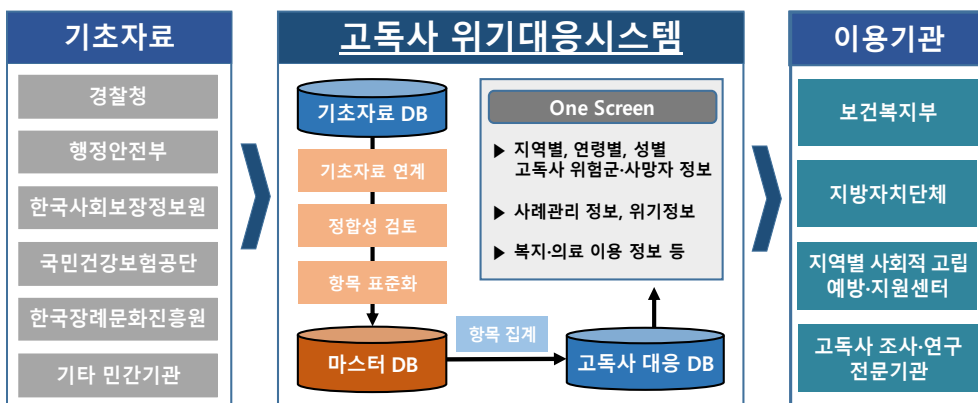 기초자료
경찰청
행정안전부
한국사회보장정보원
국민건강보험공단
한국장례문화진흥원
기타 민간기관
고독사 위기대응시스템
기초자료 DB
기초자료 연계
정합성 검토
항목 표준화
마스터 DB
항목 집계
고독사 대응 DB
One Screen
▶ 지역별, 연령별, 성별
고독사 위험군·사망자 정보
▶ 사례관리 정보, 위기정보
▶ 복지·의료 이용 정보 등
이용기관
보건복지부
지방자치단체
지역별 사회적 고립
예방·지원센터
고독사 조사·연구
전문기관